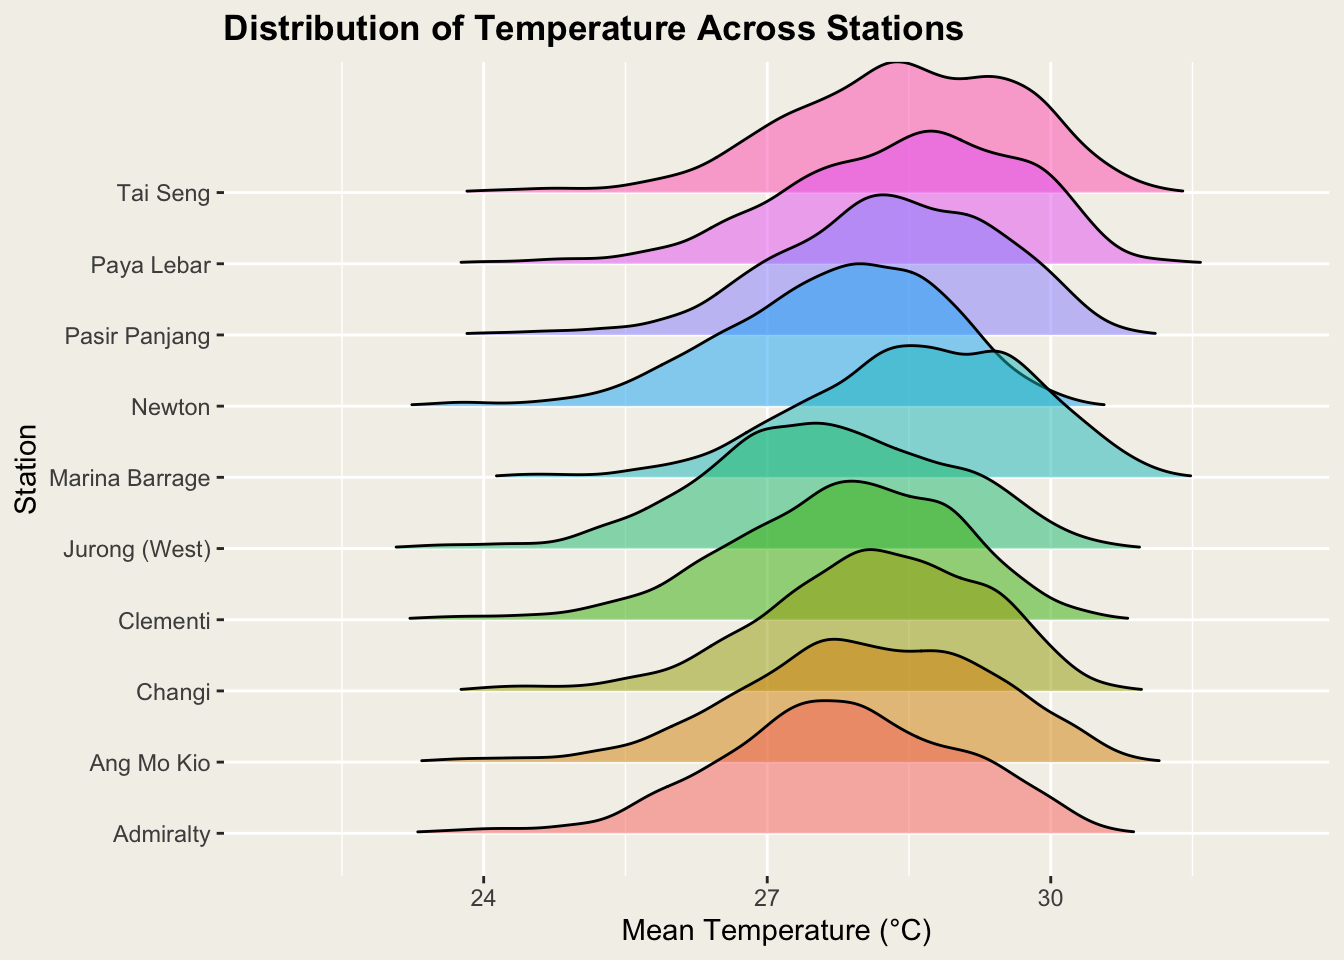 Distribution of Temperature Across Stations
Station
Tai Seng
Paya Lebar
Pasir Panjang
Newton
Marina Barrage
Jurong (West)
Clementi
Changi
Ang Mo Kio
Admiralty
24 27 30
Mean Temperature (°C)